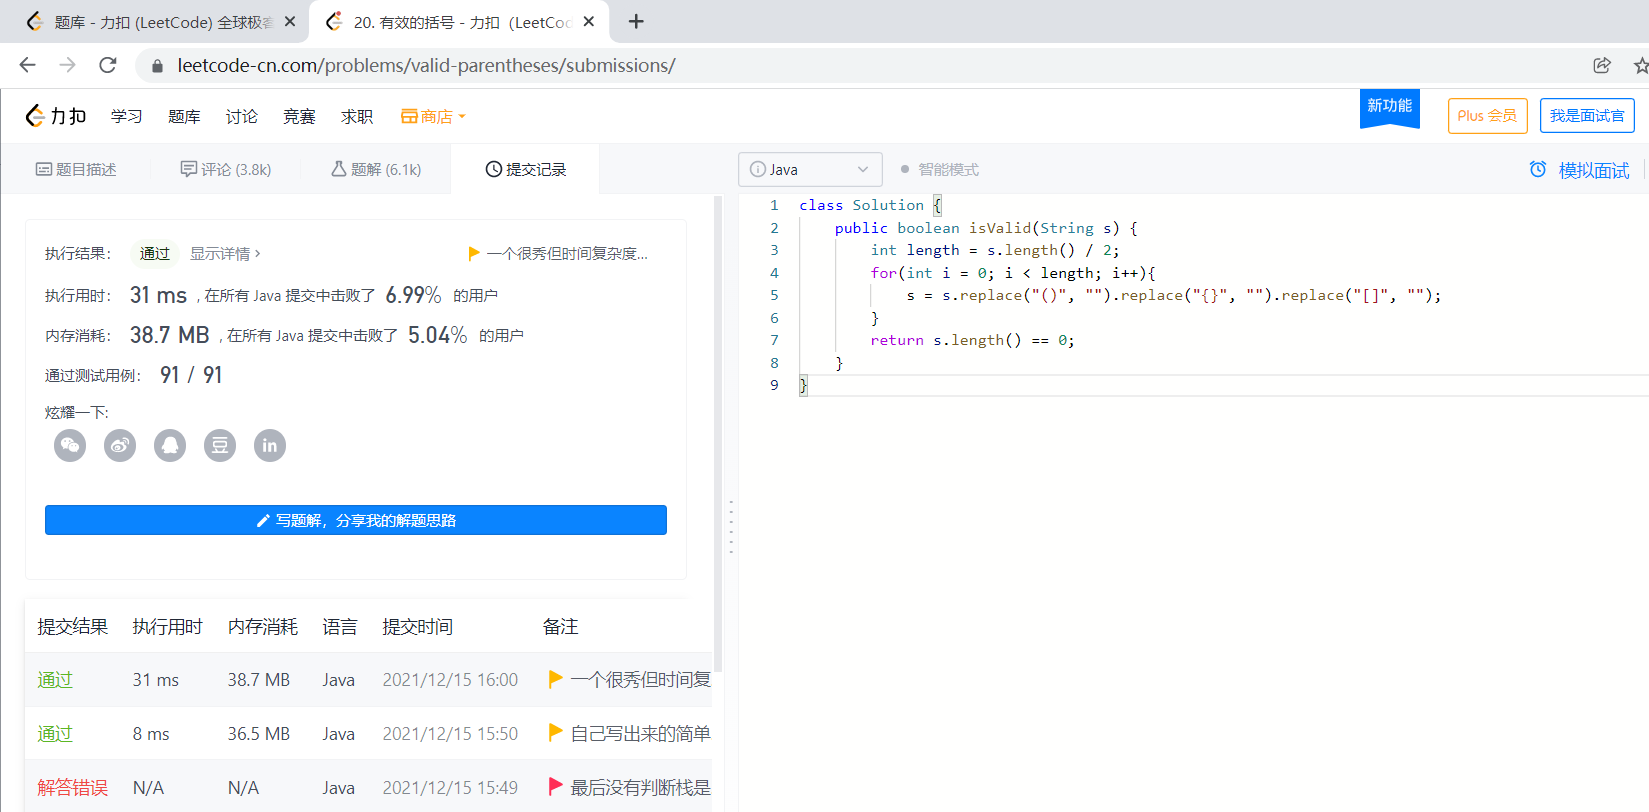 题库 - 力扣 (LeetCode) 全球极客
20. 有效的括号 - 力扣（LeetCod
leetcode-cn.com/problems/valid-parentheses/submissions/
力扣 学习 题库 讨论 竞赛 求职 商店 新功能 Plus 会员 我是面试官
题目描述 评论 (3.8k) 题解 (6.1k) 提交记录
执行结果： 通过 显示详情 > 一个很秀但时间复杂度...
执行用时： 31 ms , 在所有 Java 提交中击败了 6.99% 的用户
内存消耗： 38.7 MB , 在所有 Java 提交中击败了 5.04% 的用户
通过测试用例： 91 / 91
炫耀一下:
豆 in
写题解，分享我的解题思路
提交结果 执行用时 内存消耗 语言 提交时间 备注
通过 31 ms 38.7 MB Java 2021/12/15 16:00 一个很秀但时间复
通过 8 ms 36.5 MB Java 2021/12/15 15:50 自己写出来的简单
解答错误 N/A N/A Java 2021/12/15 15:49 最后没有判断栈是
Java 智能模式 模拟面试
1 class Solution {
2 public boolean isValid(String s) {
3 int length = s.length() / 2;
4 for(int i = 0; i < length; i++){
5 s = s.replace("()", "").replace("{}", "").replace("[]", "");
6 }
7 return s.length() == 0;
8 }
9 }